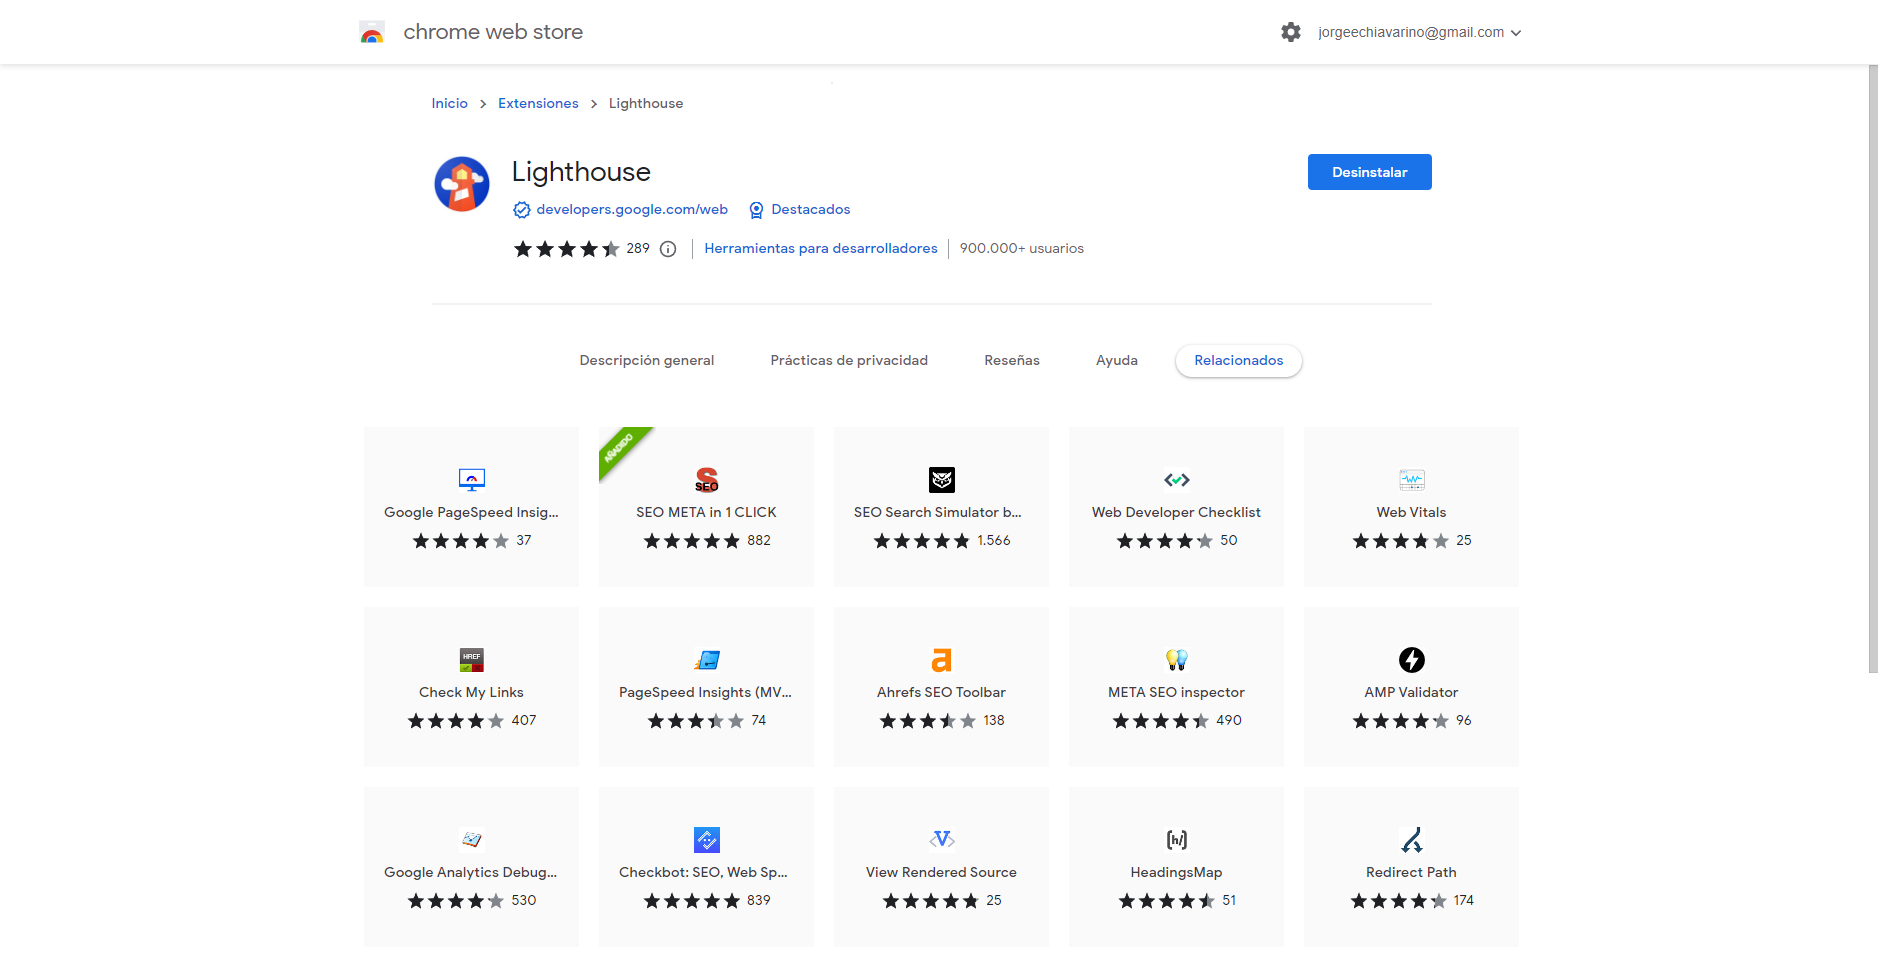 chrome web store
jorgeechiavarino@gmail.com
Inicio > Extensiones > Lighthouse
Lighthouse
Desinstalar
developers.google.com/web Destacados
289 Herramientas para desarrolladores 900.000+ usuarios
Descripción general Prácticas de privacidad Reseñas Ayuda Relacionados
AÑADIDO
SEO
Google PageSpeed Insig... SEO META in 1 CLICK SEO Search Simulator b... Web Developer Checklist Web Vitals
37 882 1.566 50 25
HREF
Check My Links PageSpeed Insights (MV... Ahrefs SEO Toolbar META SEO inspector AMP Validator
407 74 138 490 96
Google Analytics Debug... Checkbot: SEO, Web Sp... View Rendered Source HeadingsMap Redirect Path
530 839 25 51 174